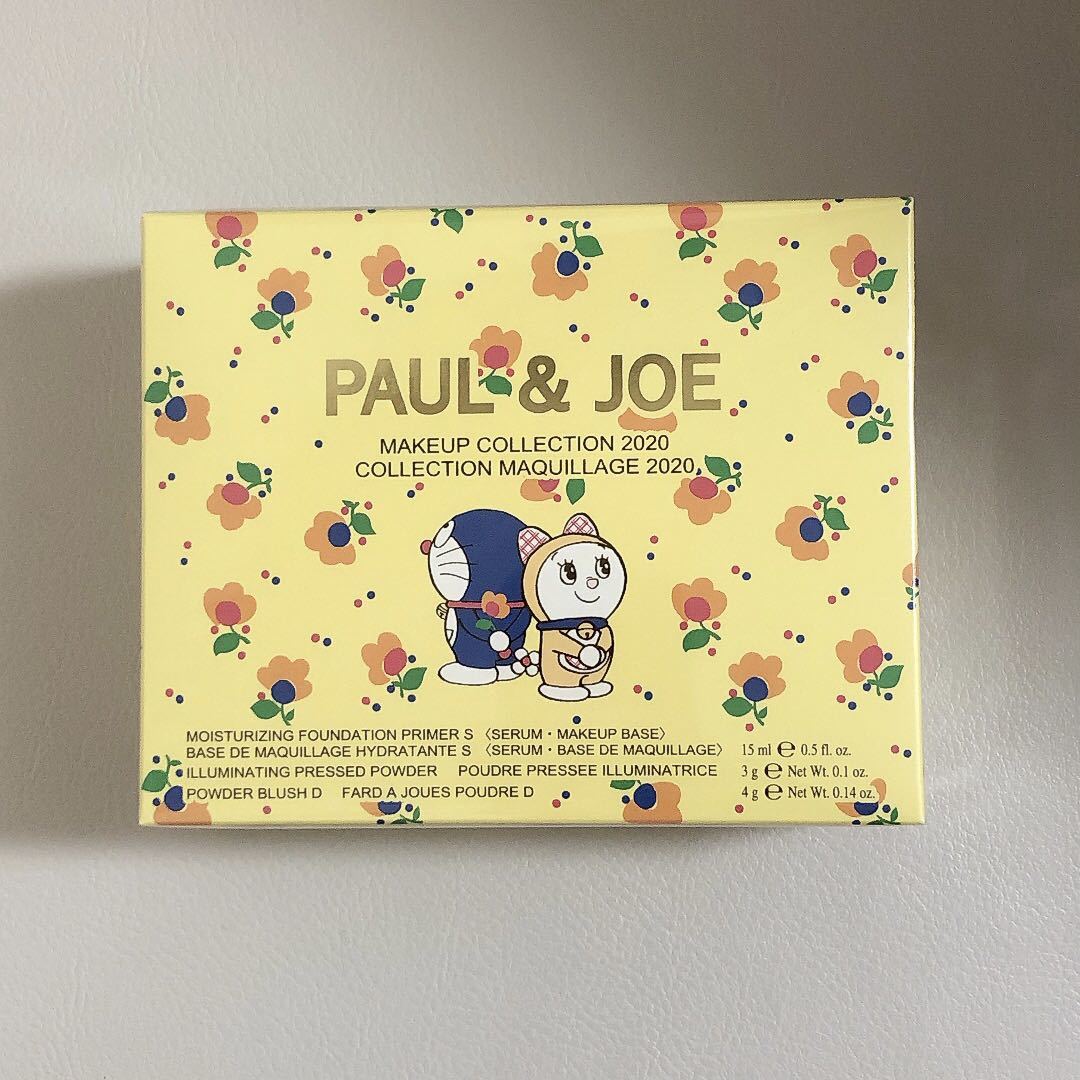 PAUL & JOE
MAKEUP COLLECTION 2020
COLLECTION MAQUILLAGE 2020
MOISTURIZING FOUNDATION PRIMER S 〈SERUM・MAKEUP BASE〉
BASE DE MAQUILLAGE HYDRATANTE S 〈SERUM・BASE DE MAQUILLAGE〉 15 ml ℮ 0.5 fl. oz.
ILLUMINATING PRESSED POWDER POUDRE PRESSEE ILLUMINATRICE 3 g ℮ Net Wt. 0.1 oz.
POWDER BLUSH D FARD A JOUES POUDRE D 4 g ℮ Net Wt. 0.14 oz.